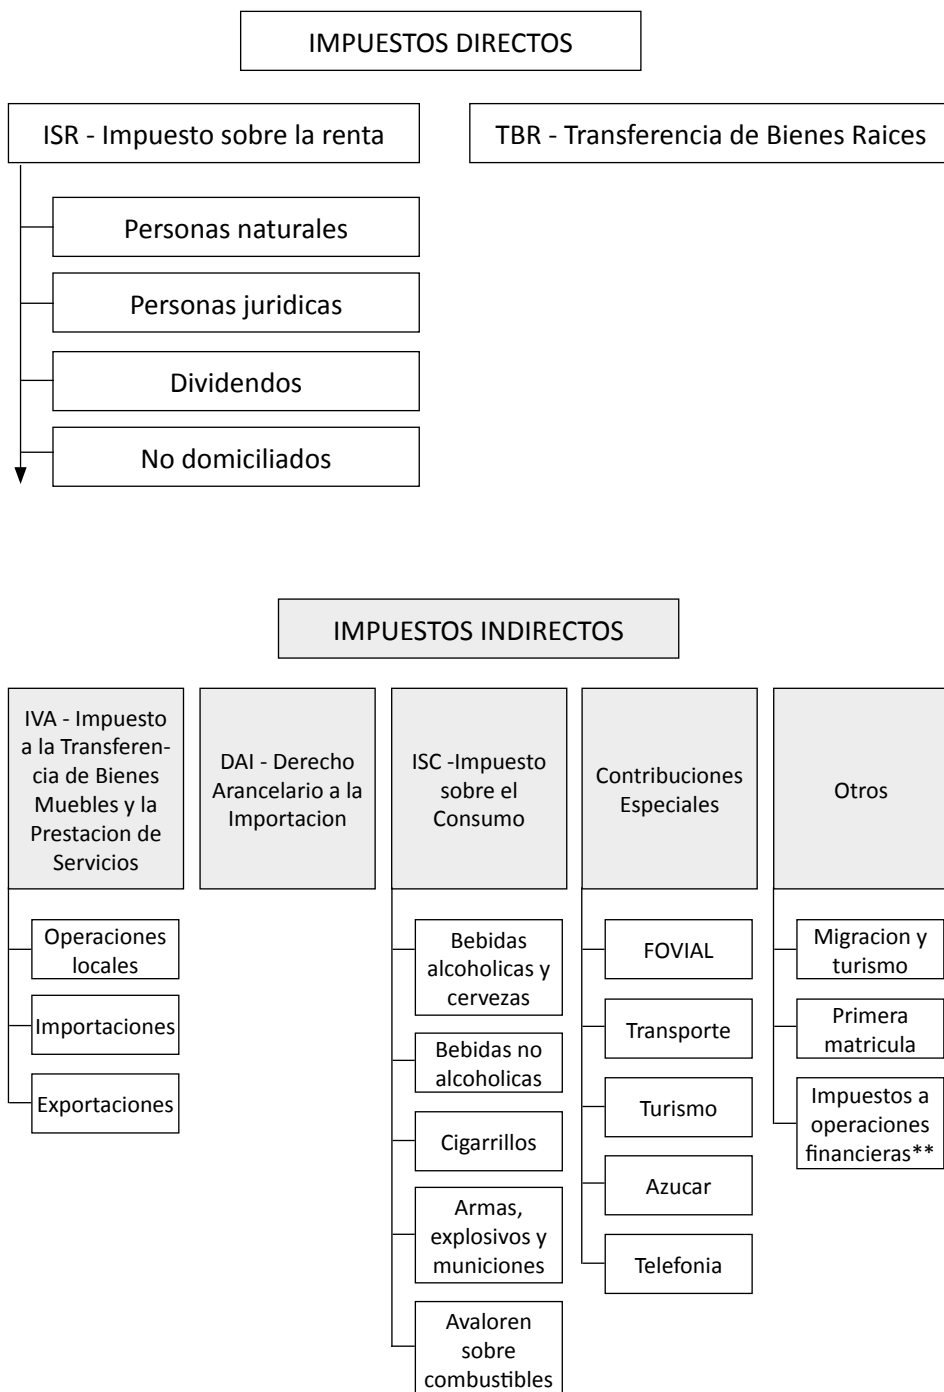 IMPUESTOS DIRECTOS
ISR - Impuesto sobre la renta
TBR - Transferencia de Bienes Raices
Personas naturales
Personas juridicas
Dividendos
No domiciliados
IMPUESTOS INDIRECTOS
IVA - Impuesto
a la Transferen-
cia de Bienes
Muebles y la
Prestacion de
Servicios
DAI - Derecho
Arancelario a la
Importacion
ISC -Impuesto
sobre el
Consumo
Contribuciones
Especiales
Otros
Operaciones
locales
Importaciones
Exportaciones
Bebidas
alcoholicas y
cervezas
Bebidas no
alcoholicas
Cigarrillos
Armas,
explosivos y
municiones
Avaloren
sobre
combustibles
FOVIAL
Transporte
Turismo
Azucar
Telefonia
Migracion y
turismo
Primera
matricula
Impuestos a
operaciones
financieras**